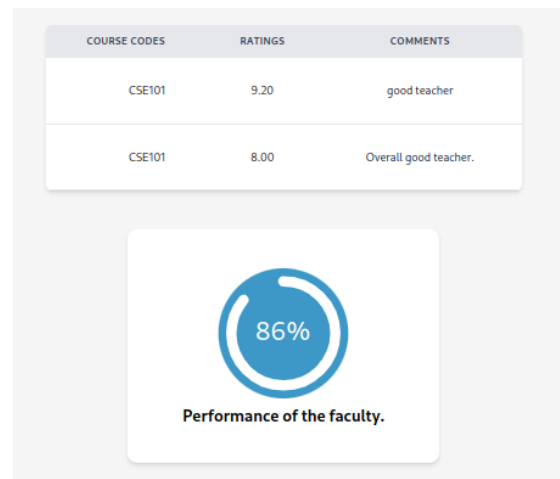 COURSE CODES RATINGS COMMENTS
CSE101 9.20 good teacher
CSE101 8.00 Overall good teacher.
86%
Performance of the faculty.